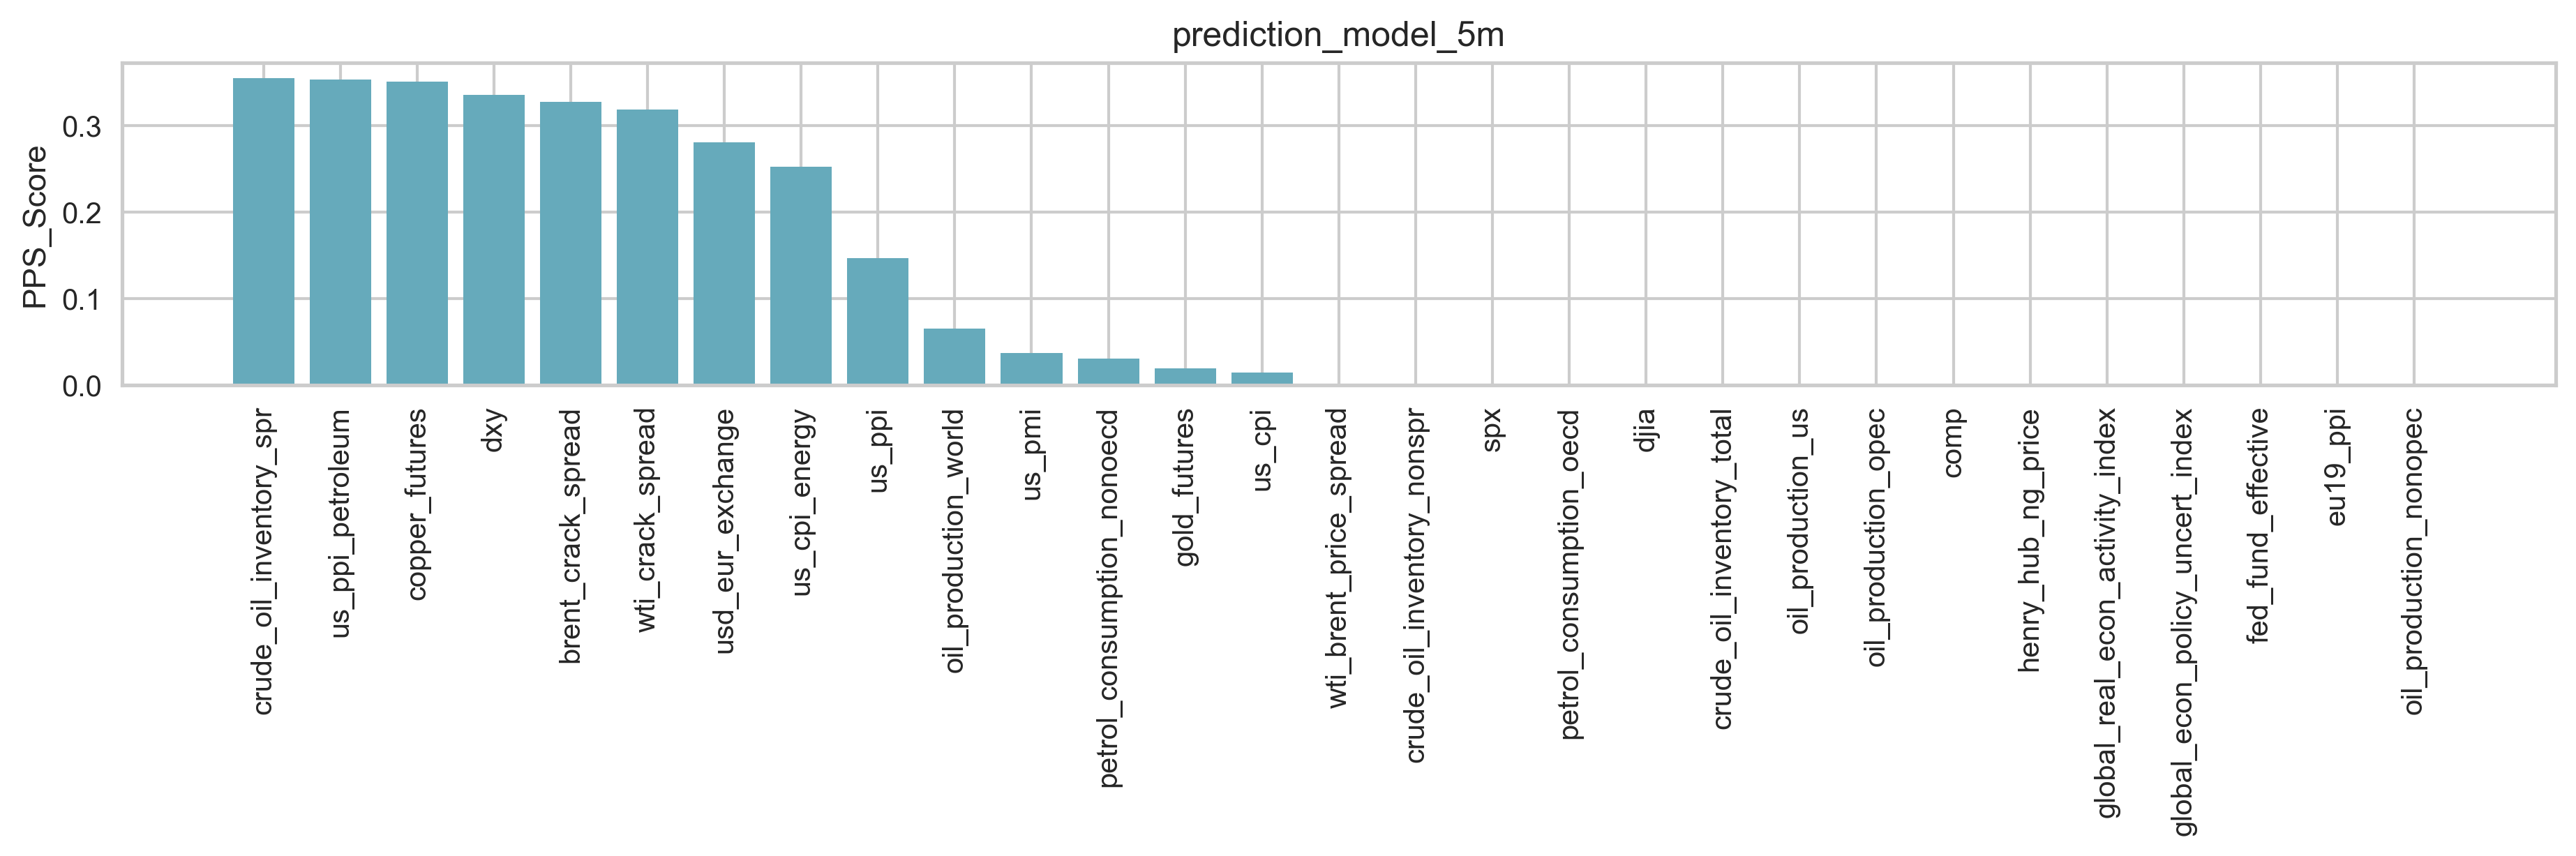 prediction_model_5m
PPS_Score
0.3
0.2
0.1
0.0
crude_oil_inventory_spr
us_ppi_petroleum
copper_futures
dxy
brent_crack_spread
wti_crack_spread
usd_eur_exchange
us_cpi_energy
us_ppi
oil_production_world
us_pmi
petrol_consumption_nonoecd
gold_futures
us_cpi
wti_brent_price_spread
crude_oil_inventory_nonspr
spx
petrol_consumption_oecd
djia
crude_oil_inventory_total
oil_production_us
oil_production_opec
comp
henry_hub_ng_price
global_real_econ_activity_index
global_econ_policy_uncert_index
fed_fund_effective
eu19_ppi
oil_production_nonopec